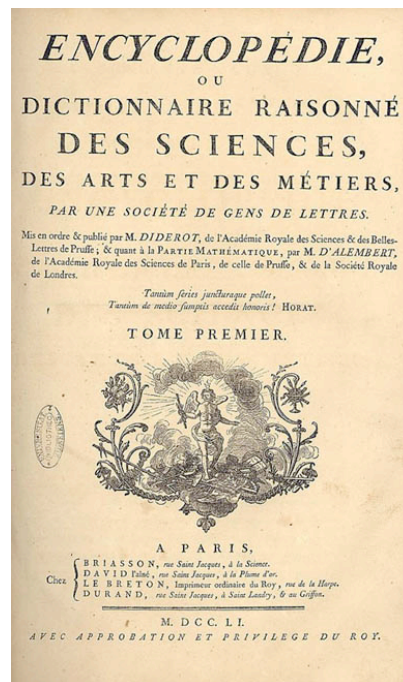 ENCYCLOPÉDIE,
OU
DICTIONNAIRE RAISONNÉ
DES SCIENCES,
DES ARTS ET DES MÉTIERS,
PAR UNE SOCIÉTÉ DE GENS DE LETTRES.
Mis en ordre & publié par M. DIDEROT, de l'Académie Royale des Sciences & des Belles-
Lettres de Prusse; & quant à la PARTIE MATHÉMATIQUE, par M. D'ALEMBERT,
de l'Académie Royale des Sciences de Paris, de celle de Prusse, & de la Société Royale
de Londres.
Tantùm series juncturaque pollet,
Tantùm de medio sumptis accedit honoris! HORAT.
TOME PREMIER.
A PARIS,
Chez
BRIASSON, rue Saint Jacques, à la Science.
DAVID l'aîné, rue Saint Jacques, à la Plume d'or.
LE BRETON, Imprimeur ordinaire du Roy, rue de la Harpe.
DURAND, rue Saint Jacques, à Saint Landry, & au Griffon.
M. DCC. LI.
AVEC APPROBATION ET PRIVILEGE DU ROY.